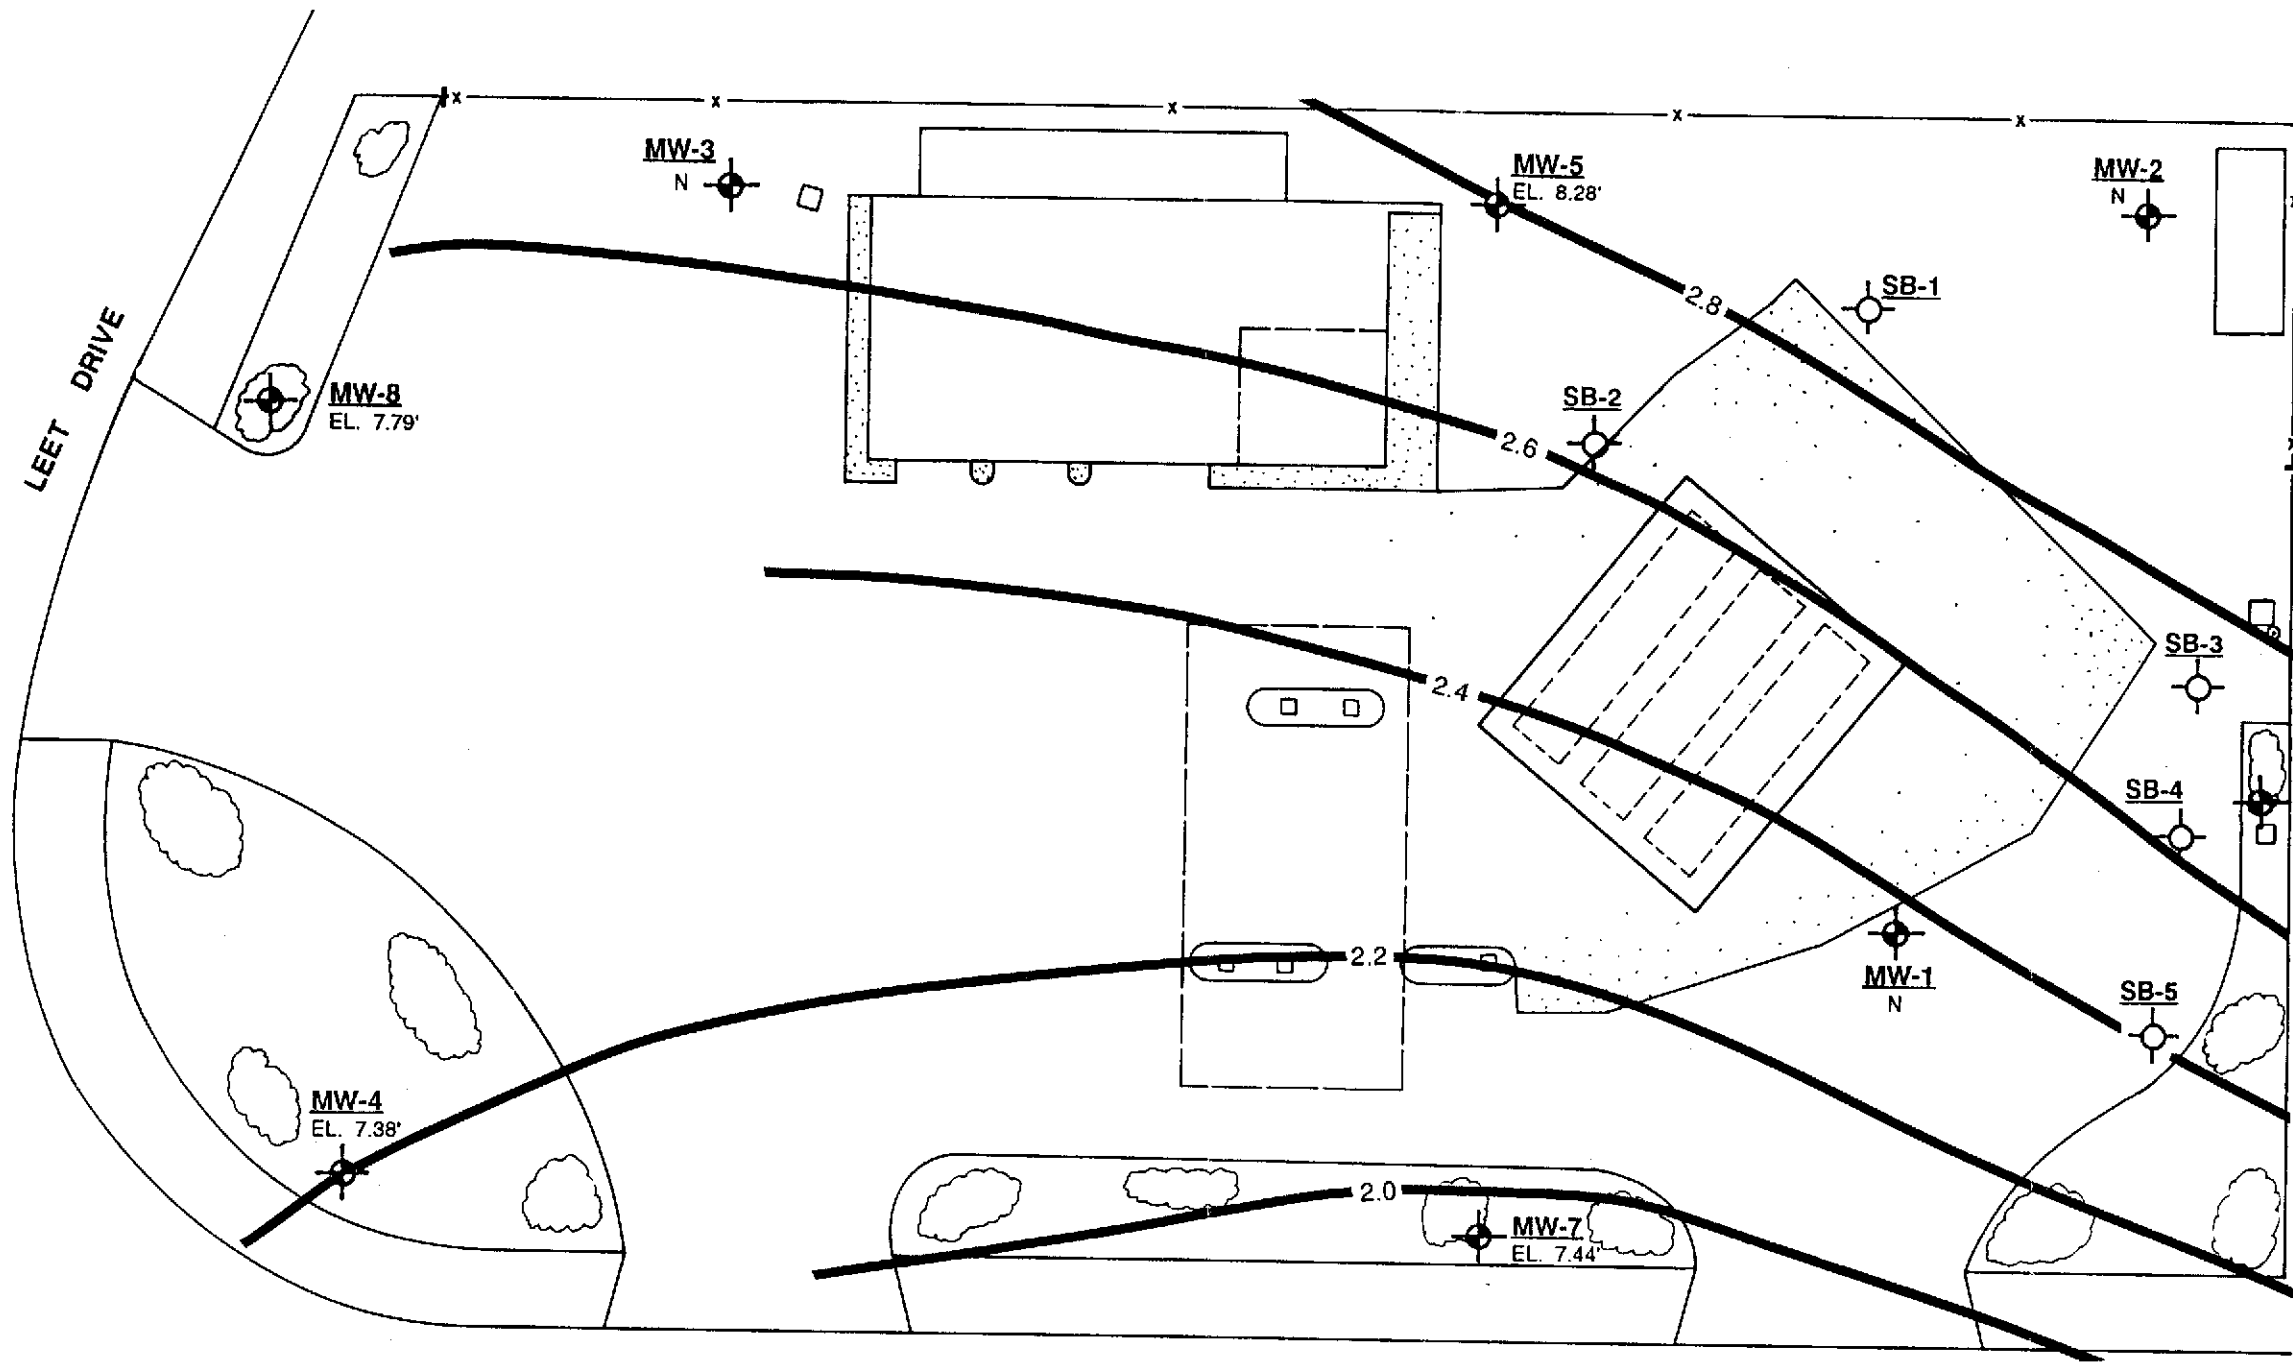 MW-3
N
MW-5
EL. 8.28'
MW-2
N
SB-1
2.8
LEET DRIVE
MW-8
EL. 7.79'
SB-2
2.6
SB-3
2.4
SB-4
2.2
MW-1
N
SB-5
MW-4
EL. 7.38'
2.0
MW-7
EL. 7.44'